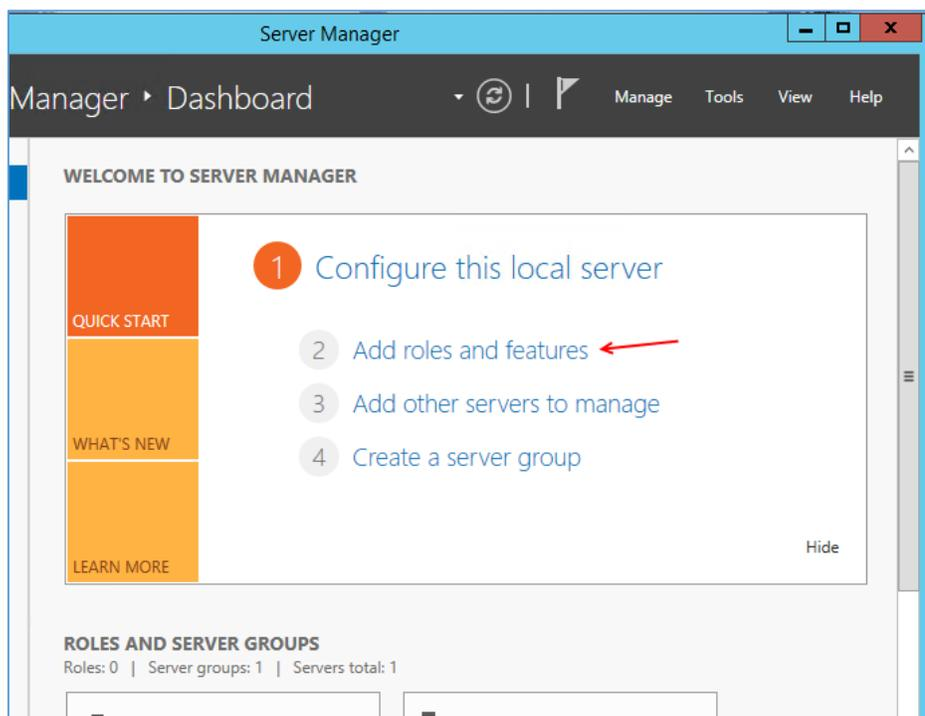 Server Manager
Manager ‣ Dashboard
Manage Tools View Help
WELCOME TO SERVER MANAGER
QUICK START
WHAT'S NEW
LEARN MORE
1 Configure this local server
2 Add roles and features
3 Add other servers to manage
4 Create a server group
Hide
ROLES AND SERVER GROUPS
Roles: 0 | Server groups: 1 | Servers total: 1